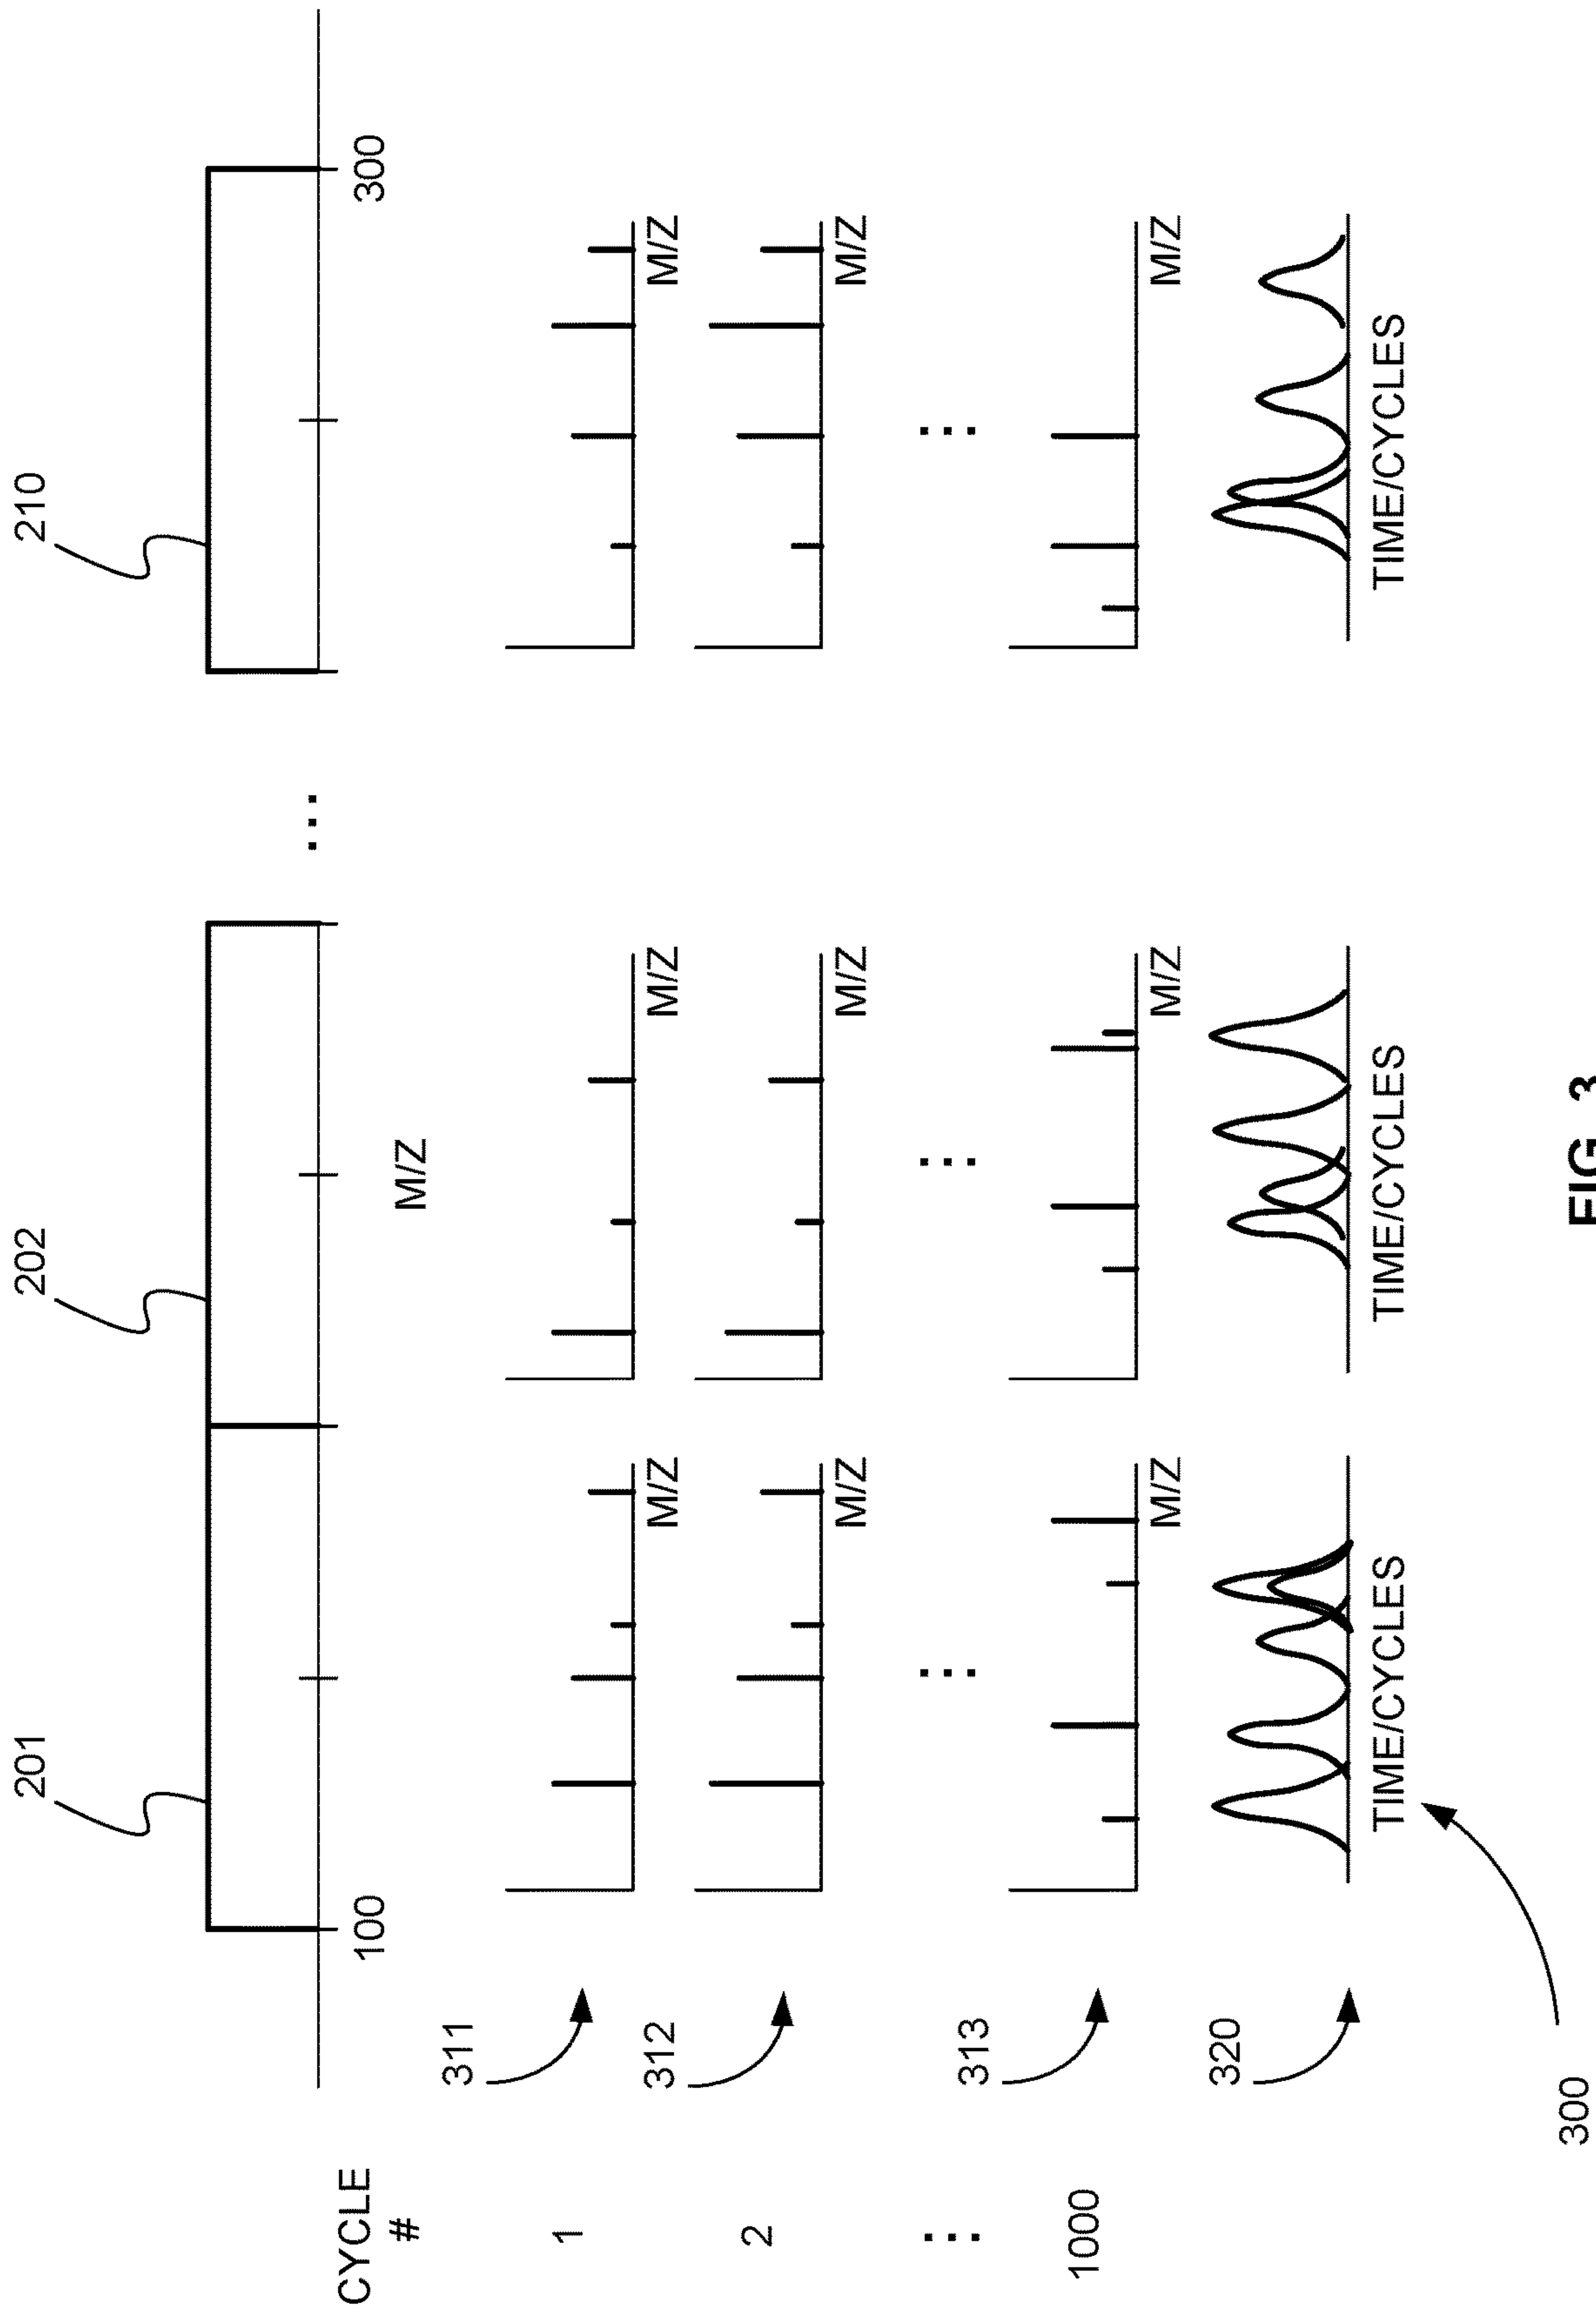 201
202
210
...
100
300
M/Z
CYCLE
#
311
1
M/Z
M/Z
M/Z
312
2
M/Z
M/Z
M/Z
...
...
...
...
313
1000
M/Z
M/Z
M/Z
320
TIME/CYCLES
TIME/CYCLES
TIME/CYCLES
300
FIG. 3